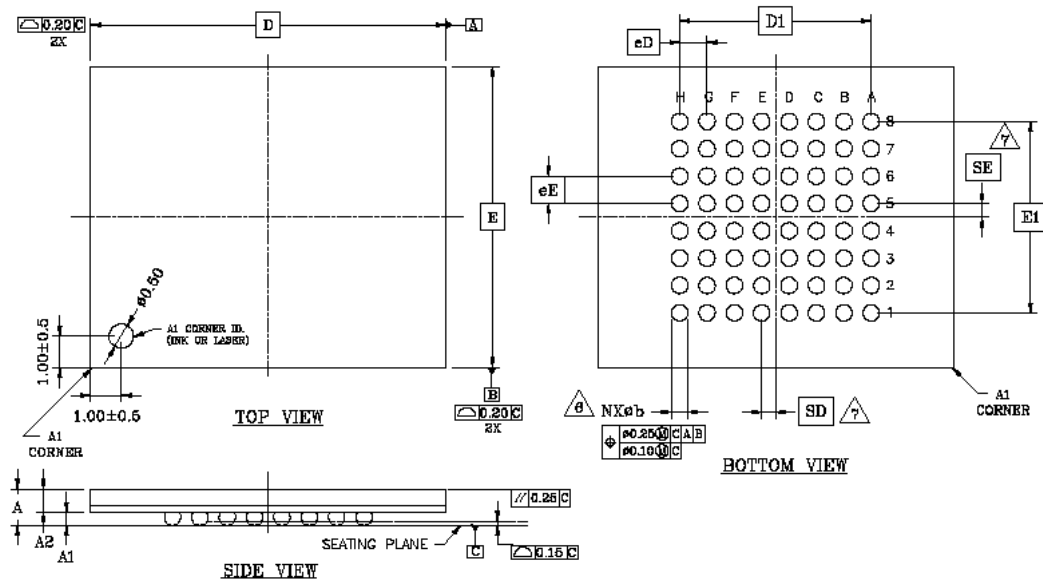 ⌓ 0.20 C
2X
D
A
E
ø0.50
A1 CORNER ID.
(INK OR LASER)
1.00±0.5
1.00±0.5
A1
CORNER
TOP VIEW
B
⌓ 0.20 C
2X
D1
eD
H G F E D C B A
8
7
6
5
4
3
2
1
7
SE
eE
E1
6 NXøb
SD 7
⌖ ø0.25Ⓜ C A B
ø0.10Ⓜ C
A1
CORNER
BOTTOM VIEW
A
A2
A1
// 0.25 C
SEATING PLANE
C
⌓ 0.15 C
SIDE VIEW